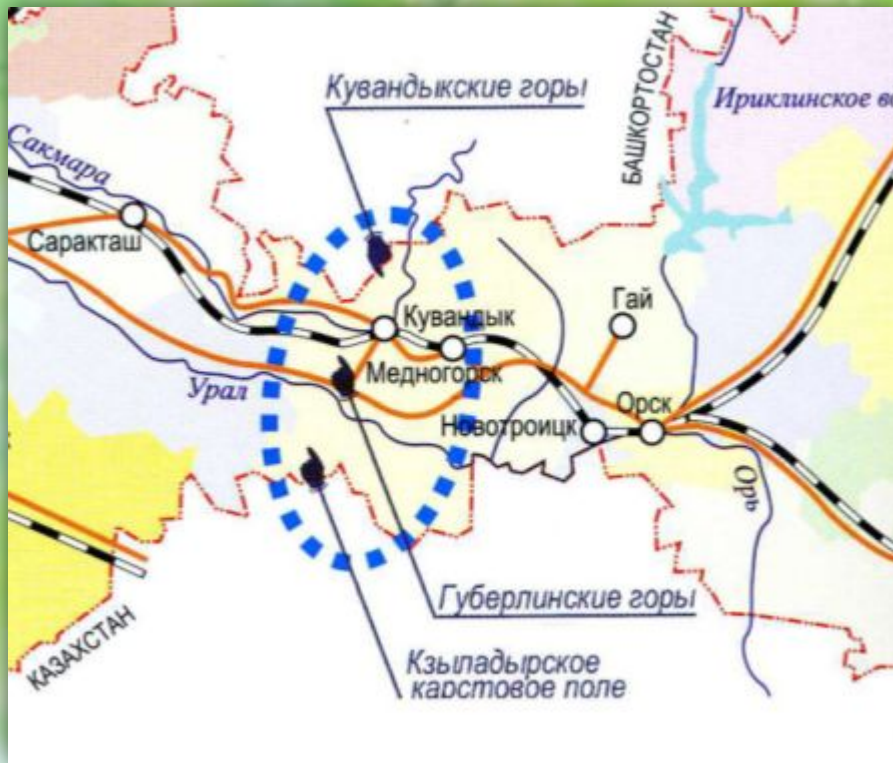 Кувандыкские горы
БАШКОРТОСТАН
Ириклинское в
Сакмара
Саракташ
Гай
Кувандык
Медногорск
Урал
Орск
Новотроицк
Орь
Губерлинские горы
КАЗАХСТАН
Кзыладырское
карстовое поле